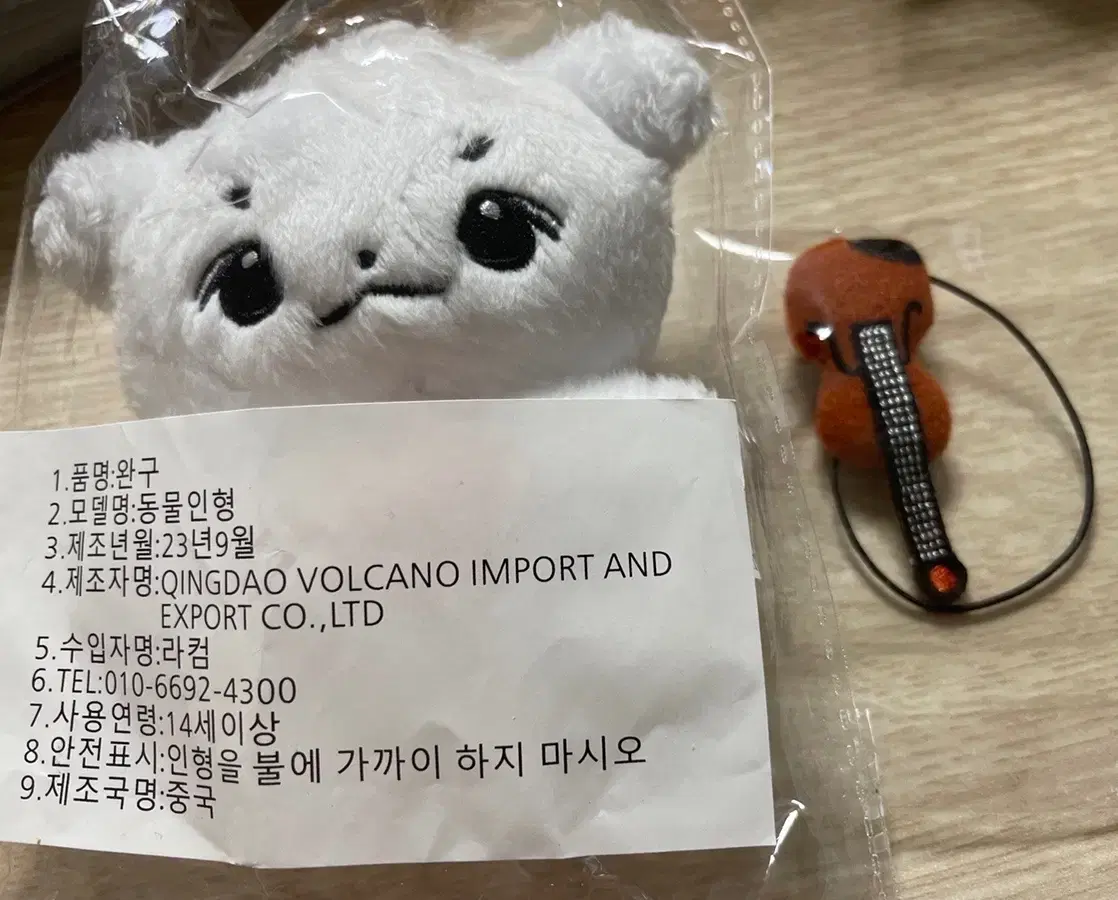 1.품명:완구
2.모델명:동물인형
3.제조년월:23년9월
4.제조자명:QINGDAO VOLCANO IMPORT AND
EXPORT CO.,LTD
5.수입자명:라컴
6.TEL:010-6692-4300
7.사용연령:14세이상
8.안전표시:인형을 불에 가까이 하지 마시오
9.제조국명:중국